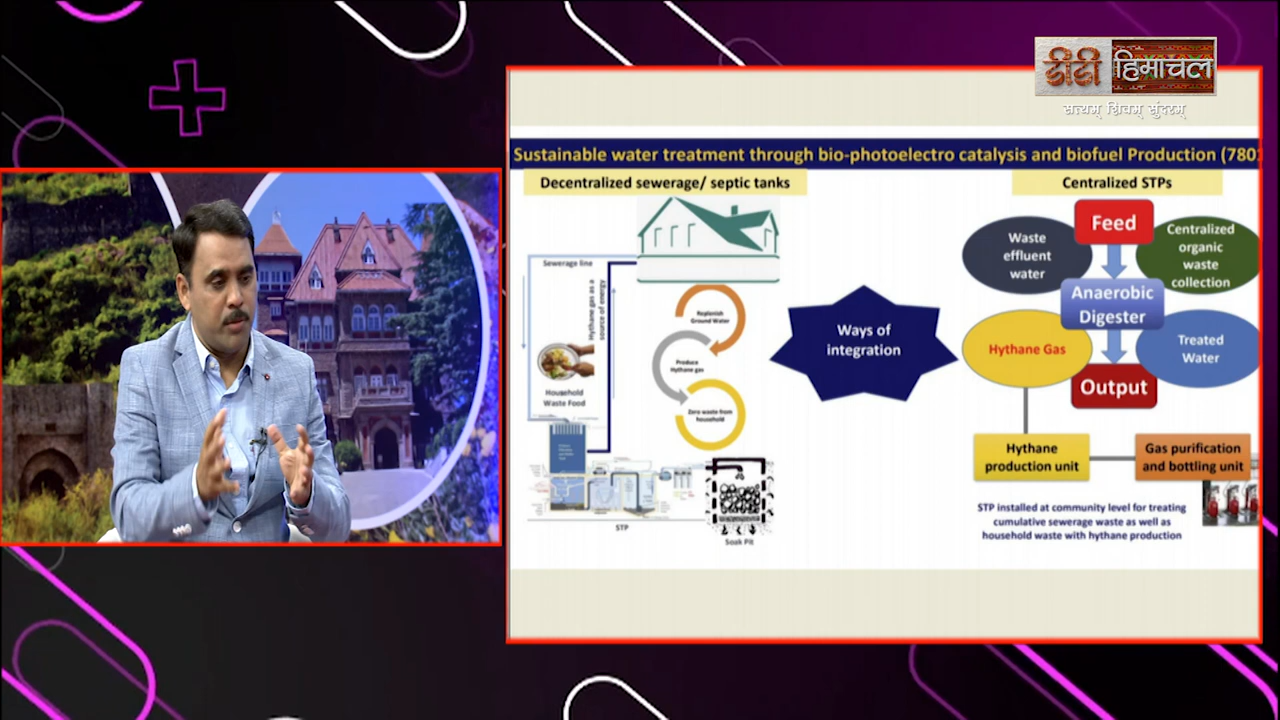 डीडी हिमाचल
सत्यम् शिवम् सुंदरम्
Sustainable water treatment through bio-photoelectro catalysis and biofuel Production (780
Decentralized sewerage/ septic tanks
Centralized STPs
Sewerage line
Hythane gas as a
source of energy
Replenish
Ground Water
Produce
Hythane gas
Zero waste from
household
Household
Waste Food
STP
Soak Pit
Ways of
integration
Feed
Waste
effluent
water
Centralized
organic
waste
collection
Anaerobic
Digester
Hythane Gas
Treated
Water
Output
Hythane
production unit
Gas purification
and bottling unit
STP installed at community level for treating
cumulative sewerage waste as well as
household waste with hythane production